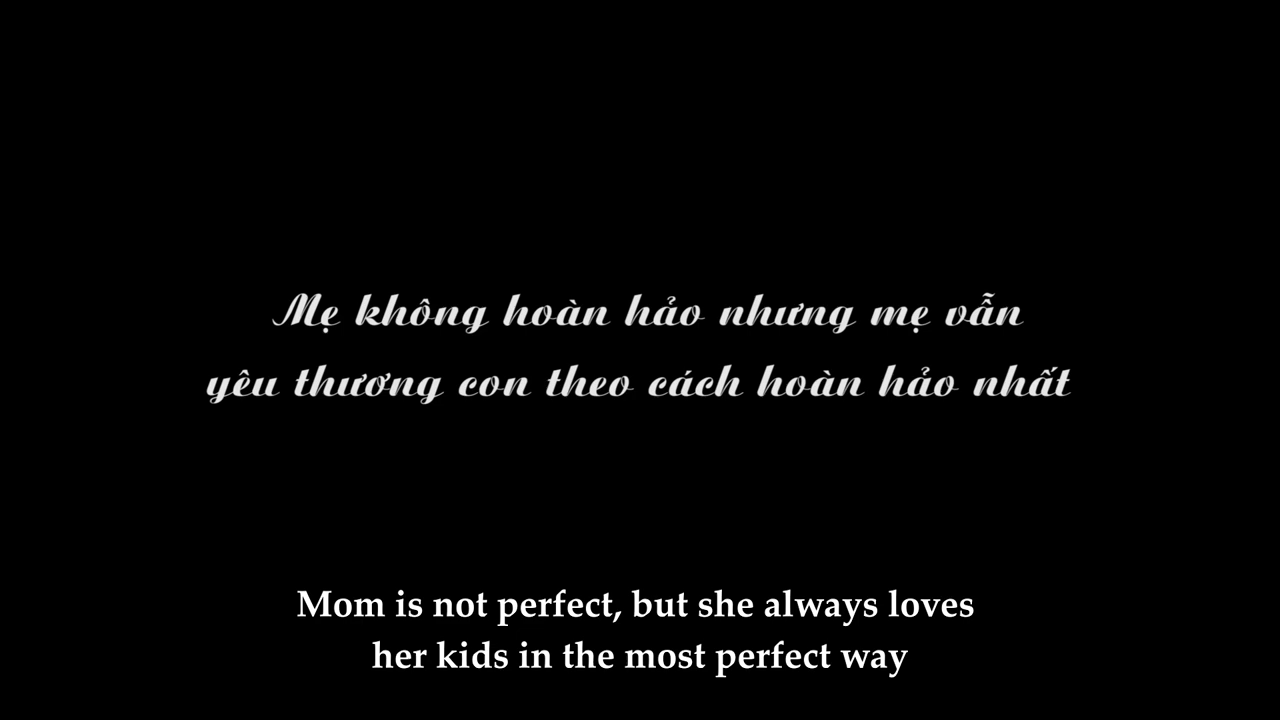 Mẹ không hoàn hảo nhưng mẹ vẫn
yêu thương con theo cách hoàn hảo nhất
Mom is not perfect, but she always loves
her kids in the most perfect way